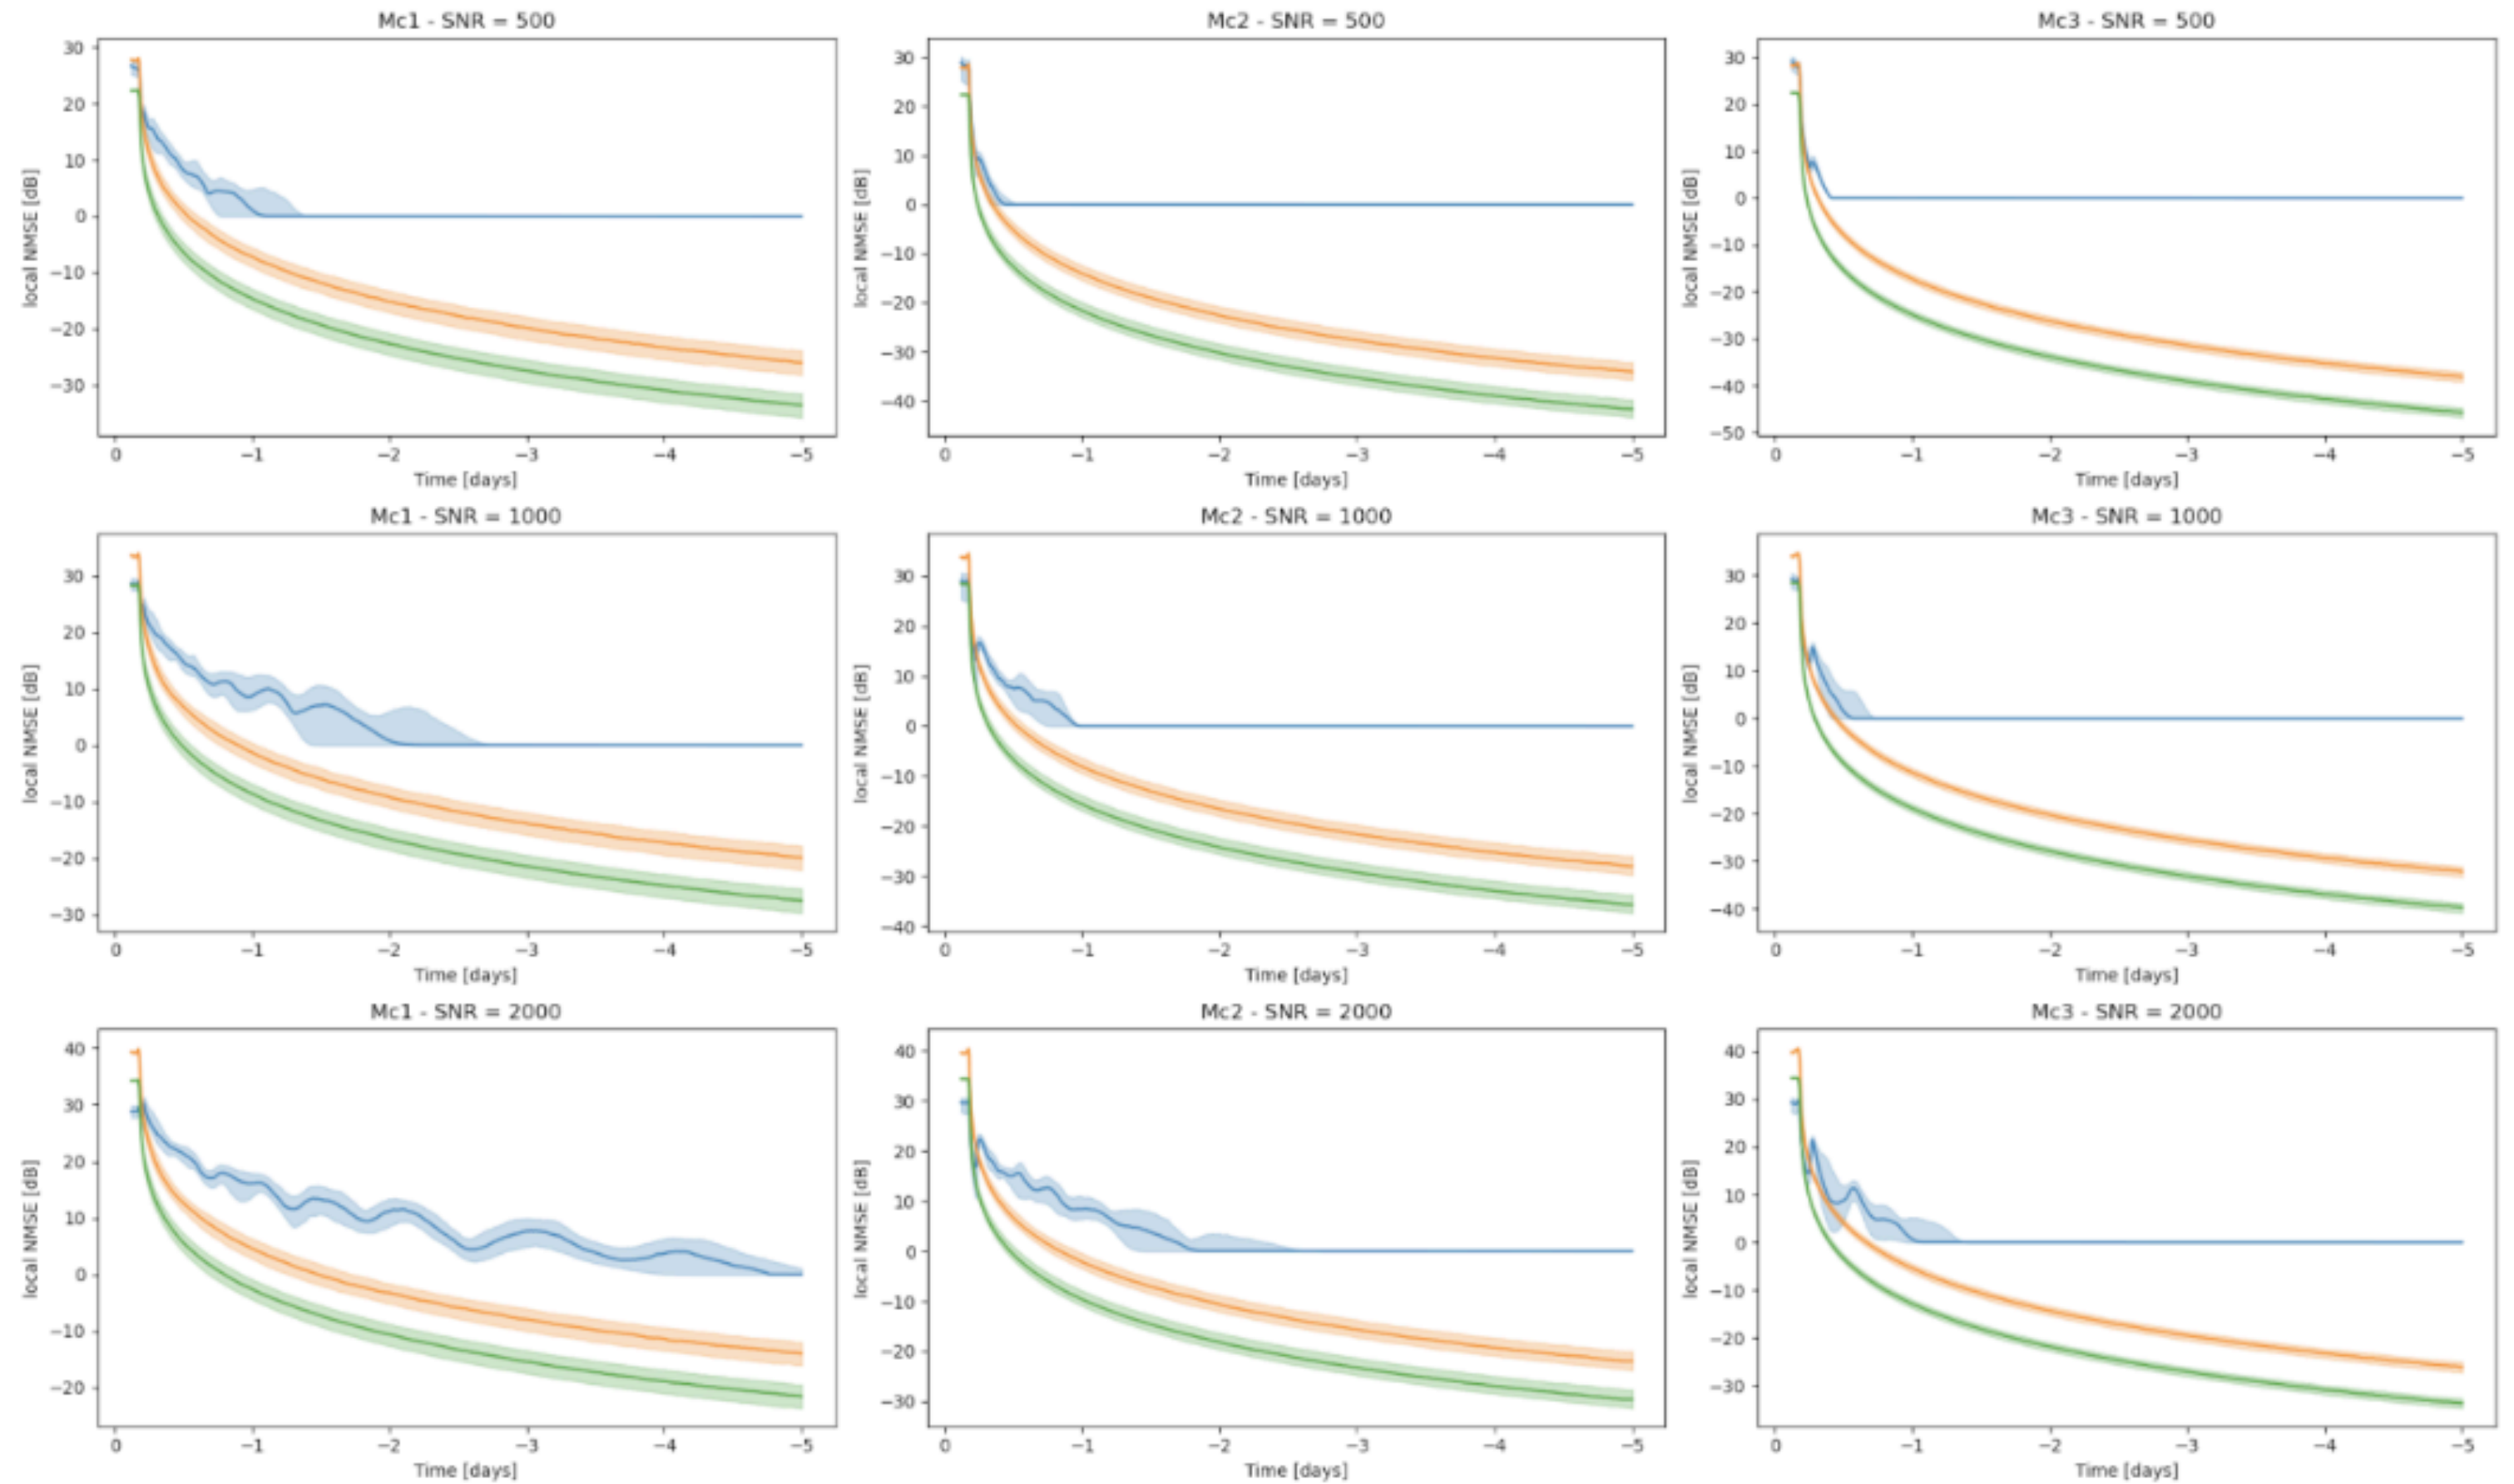 Mc1 - SNR = 500
Mc2 - SNR = 500
Mc3 - SNR = 500
local NMSE [dB]
30
20
10
0
−10
−20
−30
0 −1 −2 −3 −4 −5
Time [days]
local NMSE [dB]
30
20
10
0
−10
−20
−30
−40
0 −1 −2 −3 −4 −5
Time [days]
local NMSE [dB]
30
20
10
0
−10
−20
−30
−40
−50
0 −1 −2 −3 −4 −5
Time [days]
Mc1 - SNR = 1000
Mc2 - SNR = 1000
Mc3 - SNR = 1000
local NMSE [dB]
30
20
10
0
−10
−20
−30
0 −1 −2 −3 −4 −5
Time [days]
local NMSE [dB]
30
20
10
0
−10
−20
−30
−40
0 −1 −2 −3 −4 −5
Time [days]
local NMSE [dB]
30
20
10
0
−10
−20
−30
−40
0 −1 −2 −3 −4 −5
Time [days]
Mc1 - SNR = 2000
Mc2 - SNR = 2000
Mc3 - SNR = 2000
local NMSE [dB]
40
30
20
10
0
−10
−20
0 −1 −2 −3 −4 −5
Time [days]
local NMSE [dB]
40
30
20
10
0
−10
−20
−30
0 −1 −2 −3 −4 −5
Time [days]
local NMSE [dB]
40
30
20
10
0
−10
−20
−30
0 −1 −2 −3 −4 −5
Time [days]